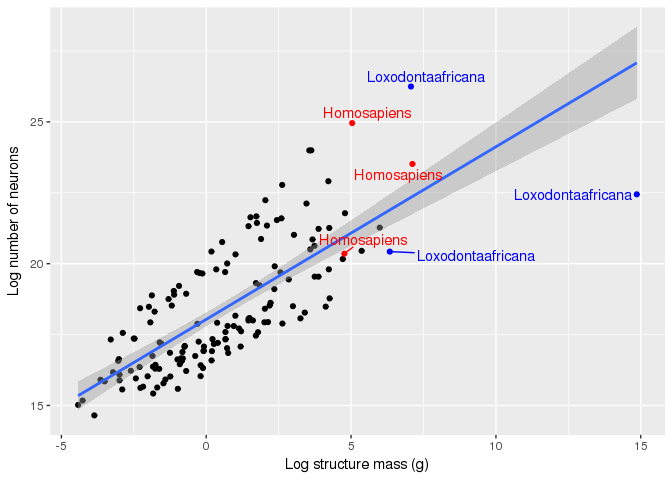 Loxodontaafricana
Homosapiens
Homosapiens
Loxodontaafricana
Homosapiens
Loxodontaafricana
25
20
15
Log number of neurons
-5
0
5
10
15
Log structure mass (g)